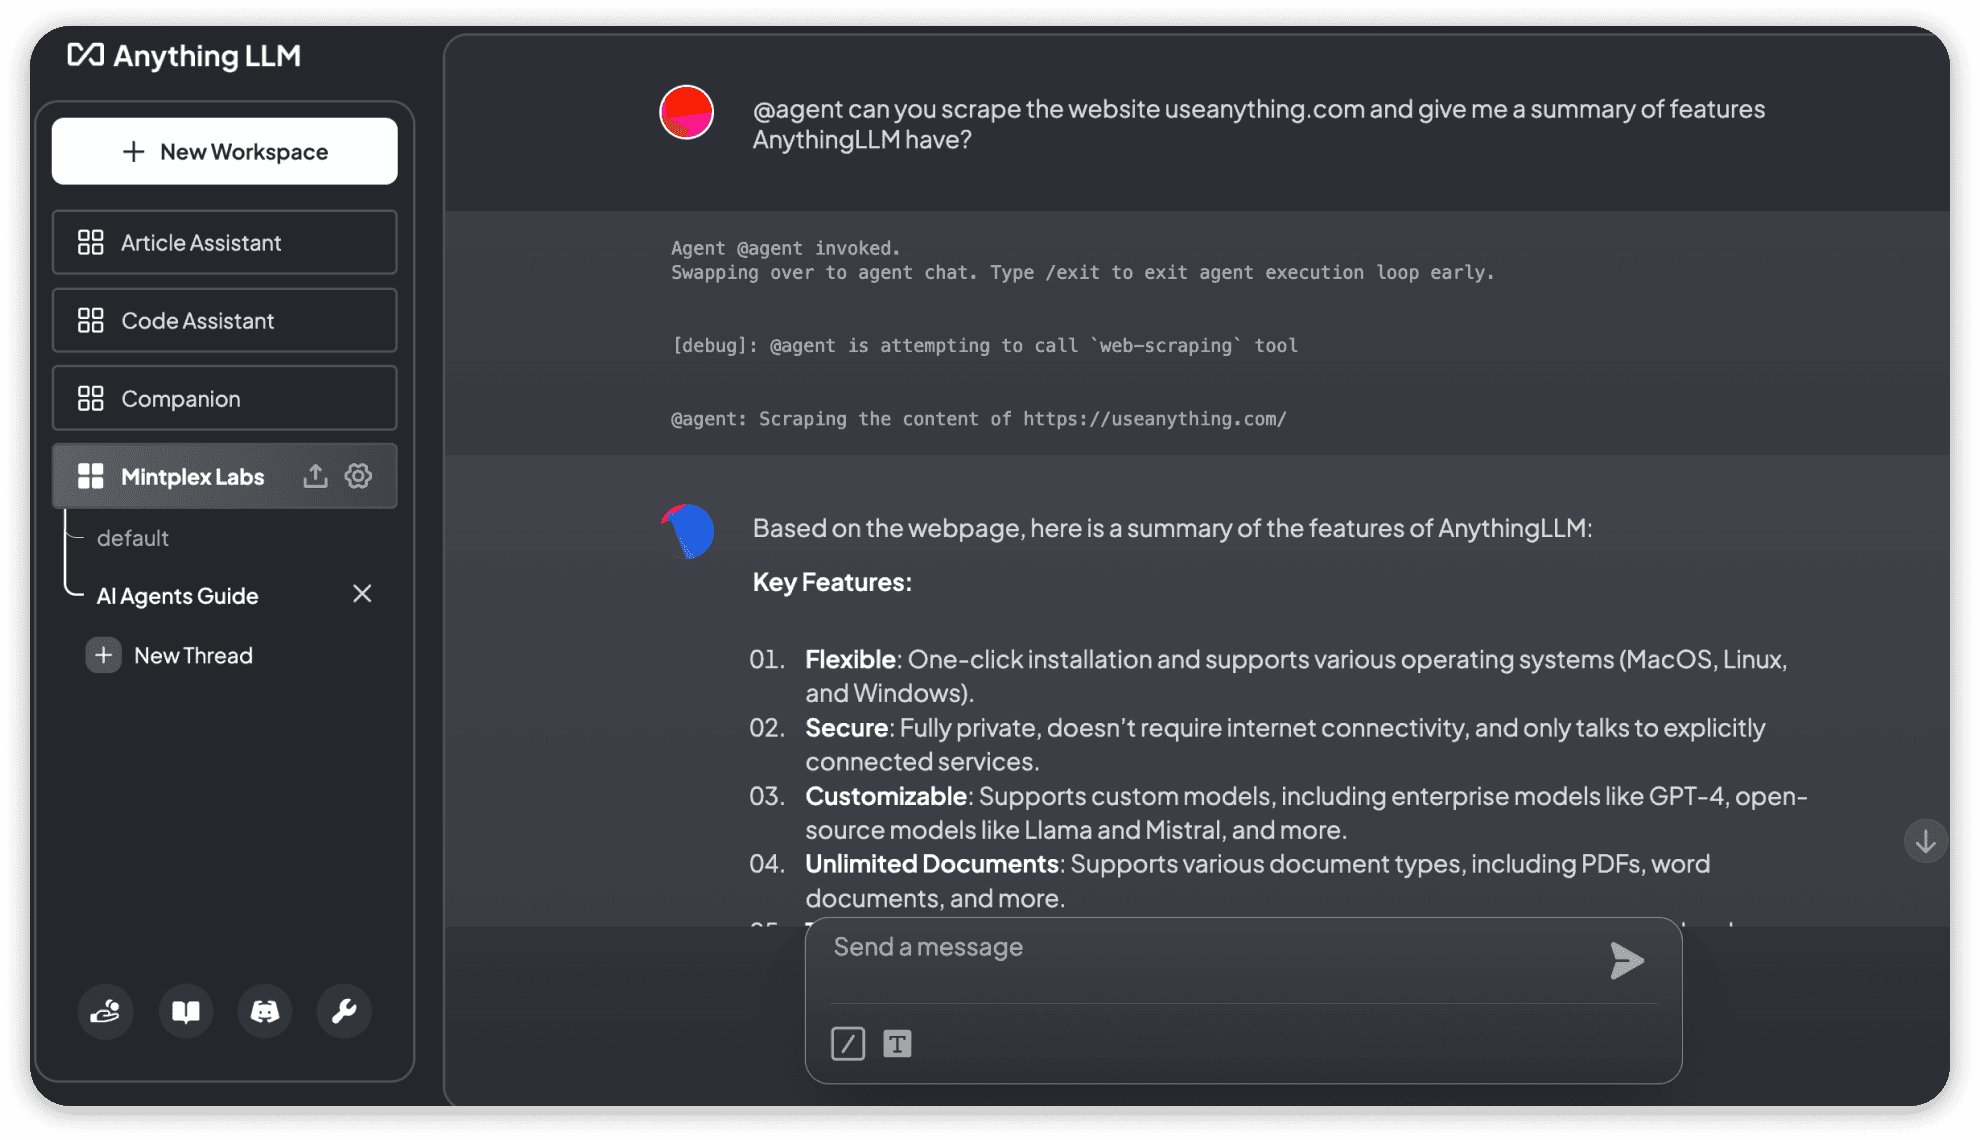 Anything LLM
New Workspace
Article Assistant
Code Assistant
Companion
Mintplex Labs
default
AI Agents Guide
New Thread
@agent can you scrape the website useanything.com and give me a summary of features
AnythingLLM have?
Agent @agent invoked.
Swapping over to agent chat. Type /exit to exit agent execution loop early.
[debug]: @agent is attempting to call `web-scraping` tool
@agent: Scraping the content of https://useanything.com/
Based on the webpage, here is a summary of the features of AnythingLLM:
Key Features:
01. Flexible: One-click installation and supports various operating systems (MacOS, Linux,
and Windows).
02. Secure: Fully private, doesn't require internet connectivity, and only talks to explicitly
connected services.
03. Customizable: Supports custom models, including enterprise models like GPT-4, open-
source models like Llama and Mistral, and more.
04. Unlimited Documents: Supports various document types, including PDFs, word
documents, and more.
Send a message
T